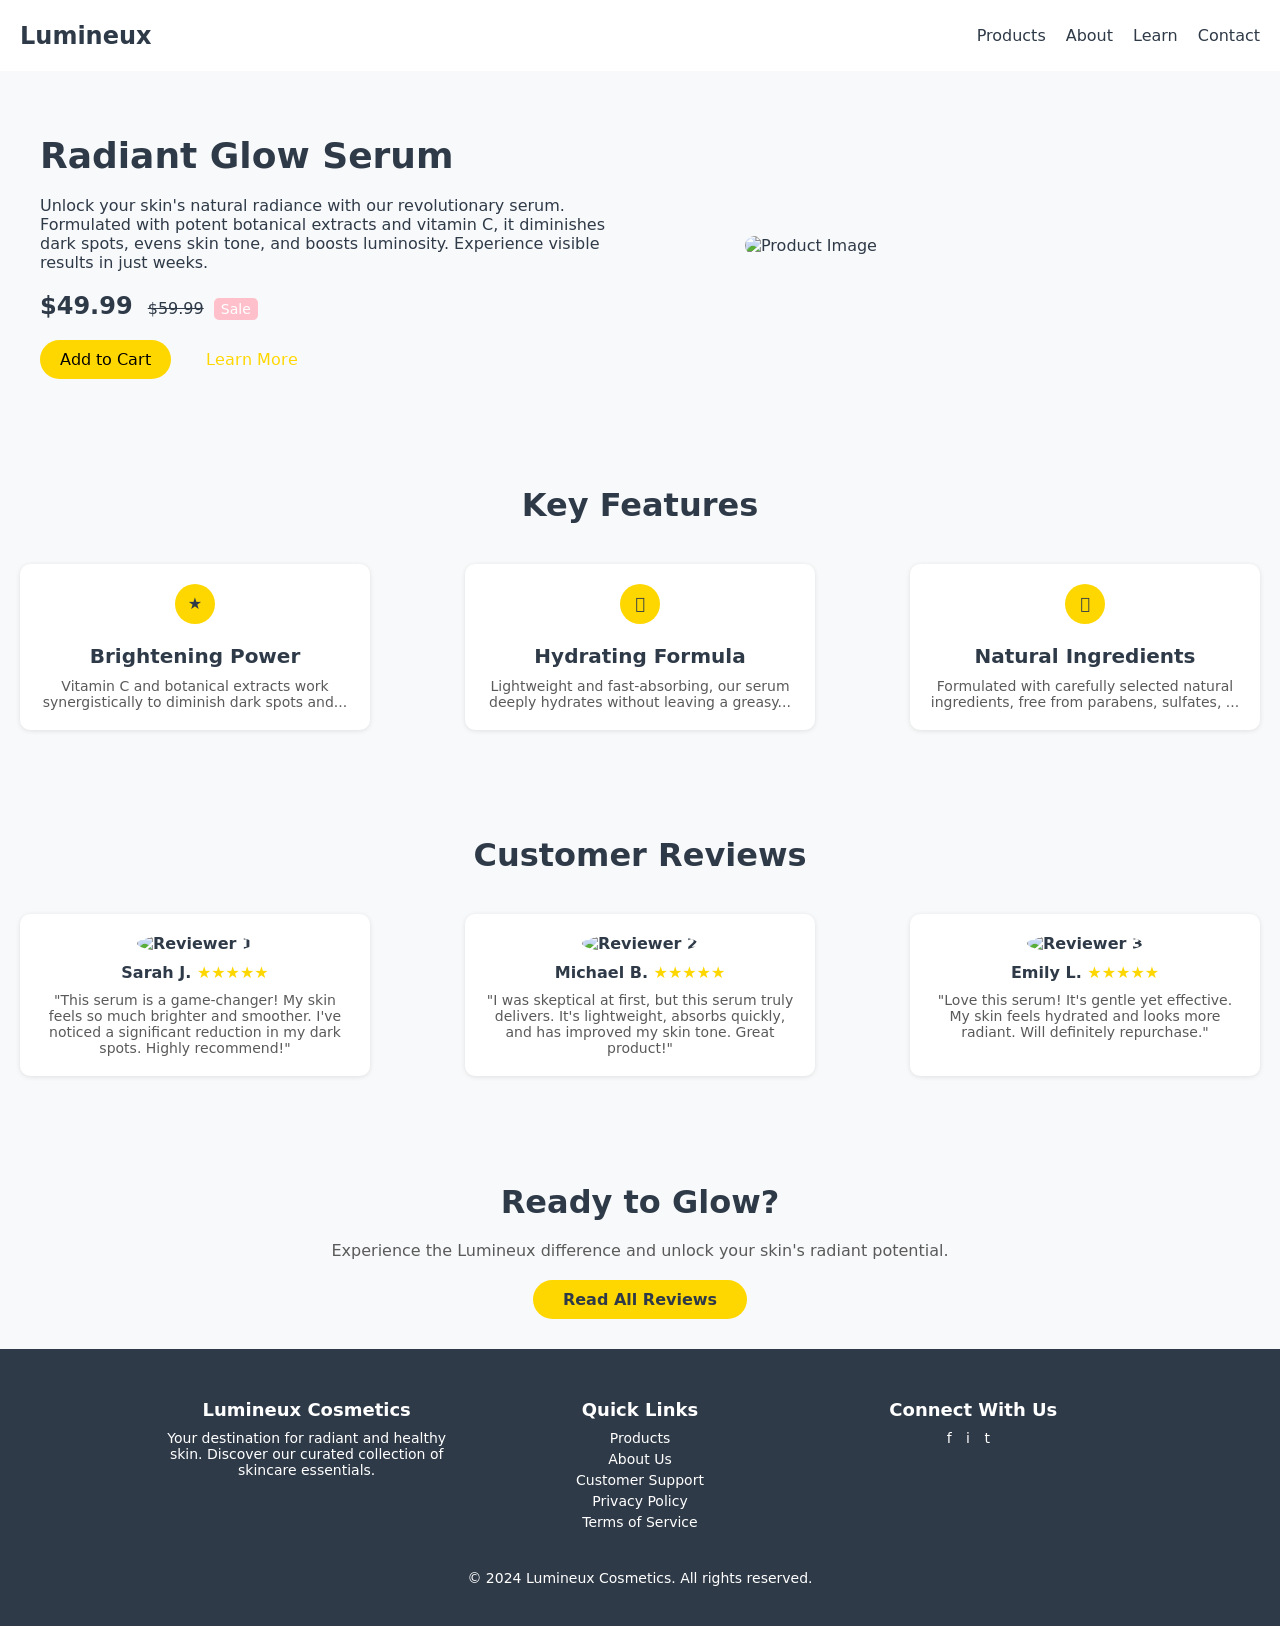 Lumineux
Products About Learn Contact
Radiant Glow Serum
Unlock your skin's natural radiance with our revolutionary serum.
Formulated with potent botanical extracts and vitamin C, it diminishes
dark spots, evens skin tone, and boosts luminosity. Experience visible
results in just weeks.
$49.99 $59.99 Sale
Add to Cart Learn More
Product Image
Key Features
★
Brightening Power
Vitamin C and botanical extracts work
synergistically to diminish dark spots and...
Hydrating Formula
Lightweight and fast-absorbing, our serum
deeply hydrates without leaving a greasy...
Natural Ingredients
Formulated with carefully selected natural
ingredients, free from parabens, sulfates, ...
Customer Reviews
Reviewer 1
Sarah J. ★★★★★
"This serum is a game-changer! My skin
feels so much brighter and smoother. I've
noticed a significant reduction in my dark
spots. Highly recommend!"
Reviewer 2
Michael B. ★★★★★
"I was skeptical at first, but this serum truly
delivers. It's lightweight, absorbs quickly,
and has improved my skin tone. Great
product!"
Reviewer 3
Emily L. ★★★★★
"Love this serum! It's gentle yet effective.
My skin feels hydrated and looks more
radiant. Will definitely repurchase."
Ready to Glow?
Experience the Lumineux difference and unlock your skin's radiant potential.
Read All Reviews
Lumineux Cosmetics
Your destination for radiant and healthy
skin. Discover our curated collection of
skincare essentials.
Quick Links
Products
About Us
Customer Support
Privacy Policy
Terms of Service
Connect With Us
f i t
© 2024 Lumineux Cosmetics. All rights reserved.